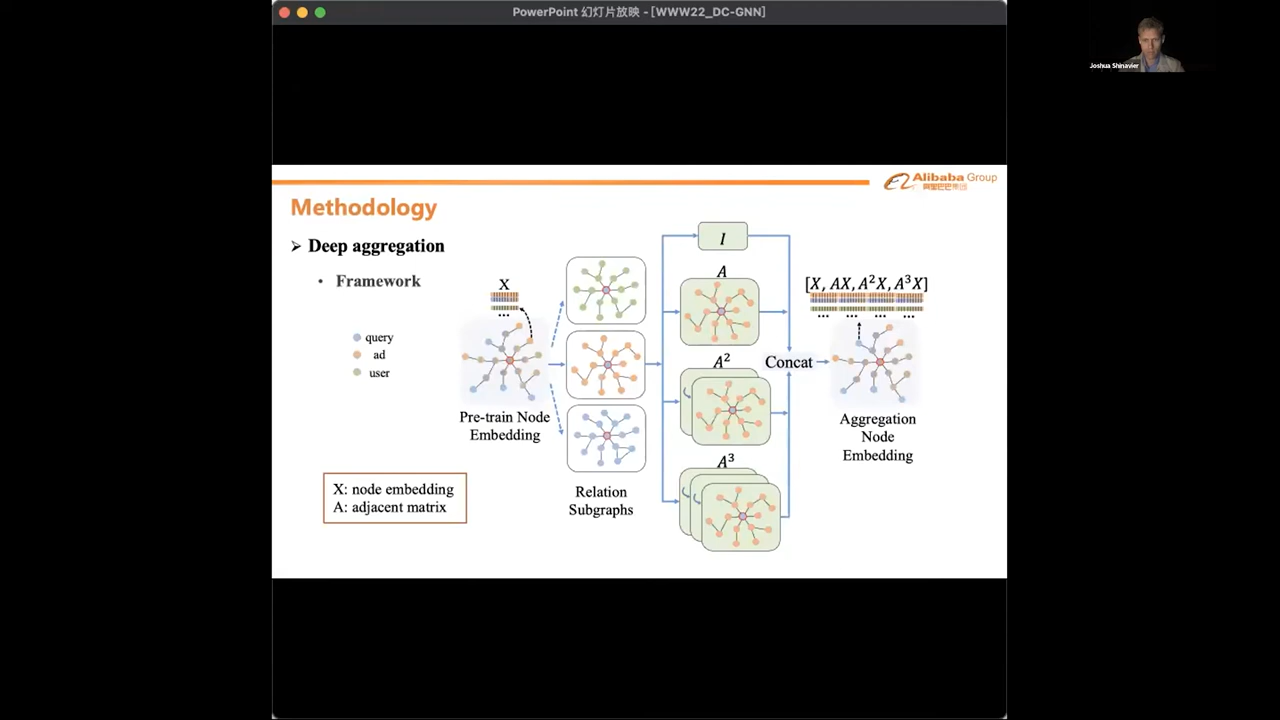 PowerPoint 幻灯片放映 - [WWW22_DC-GNN]
Joshua Shinavier
Alibaba Group
阿里巴巴集团
Methodology
➢ Deep aggregation
• Framework
query
ad
user
X
...
Pre-train Node
Embedding
X: node embedding
A: adjacent matrix
Relation
Subgraphs
I
A
A²
A³
Concat
[X, AX, A²X, A³X]
... ... ... ...
Aggregation
Node
Embedding